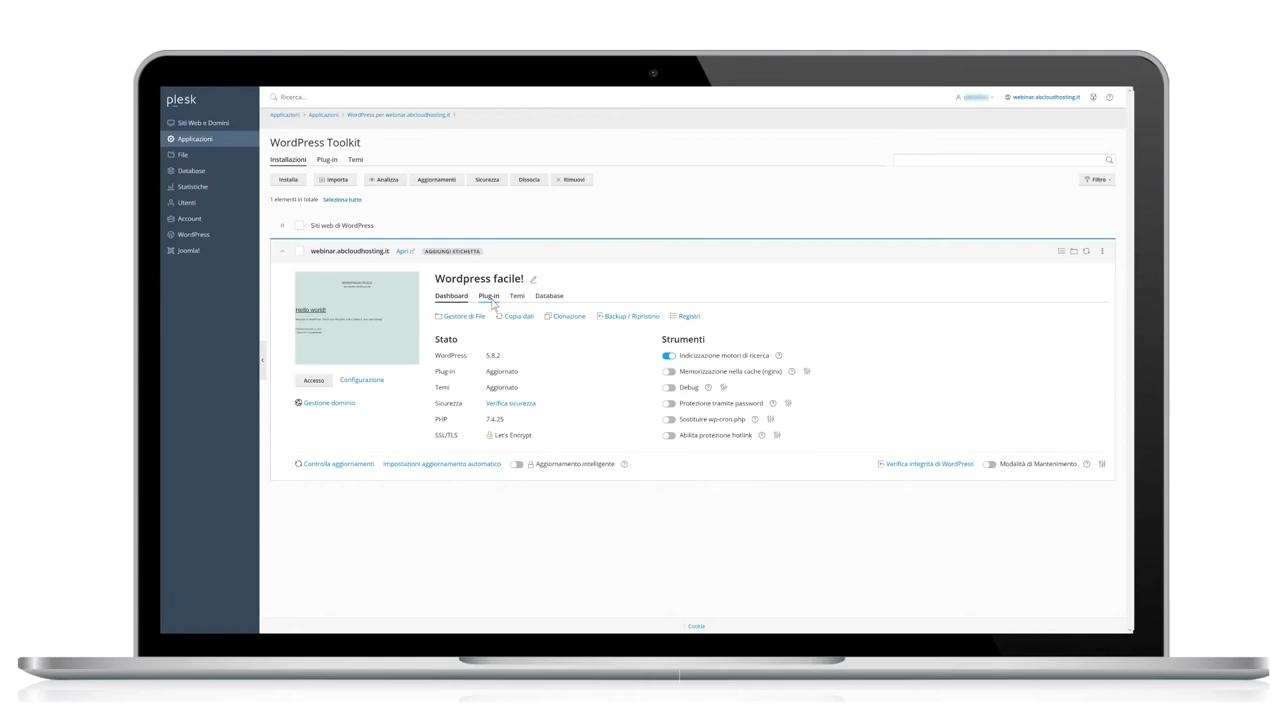 plesk
Siti Web e Domini
Applicazioni
File
Database
Statistiche
Utenti
Account
WordPress
Joomla!
Ricerca...
webinar.abcloudhosting.it
Applicazioni > Applicazioni > WordPress per webinar.abcloudhosting.it >
WordPress Toolkit
Installazioni Plug-in Temi
Installa Importa Analizza Aggiornamenti Sicurezza Dissocia Rimuovi Filtro
1 elementi in totale Seleziona tutto
Siti web di WordPress
webinar.abcloudhosting.it Apri AGGIUNGI ETICHETTA
Hello world!
Accesso Configurazione
Gestione dominio
Wordpress facile!
Dashboard Plug-in Temi Database
Gestore di File Copia dati Clonazione Backup / Ripristino Registri
Stato
WordPress 5.8.2
Plug-in Aggiornato
Temi Aggiornato
Sicurezza Verifica sicurezza
PHP 7.4.25
SSL/TLS Let's Encrypt
Strumenti
Indicizzazione motori di ricerca
Memorizzazione nella cache (nginx)
Debug
Protezione tramite password
Sostituire wp-cron.php
Abilita protezione hotlink
Controlla aggiornamenti Impostazioni aggiornamento automatico Aggiornamento intelligente Verifica integrità di WordPress Modalità di Mantenimento
Cookie